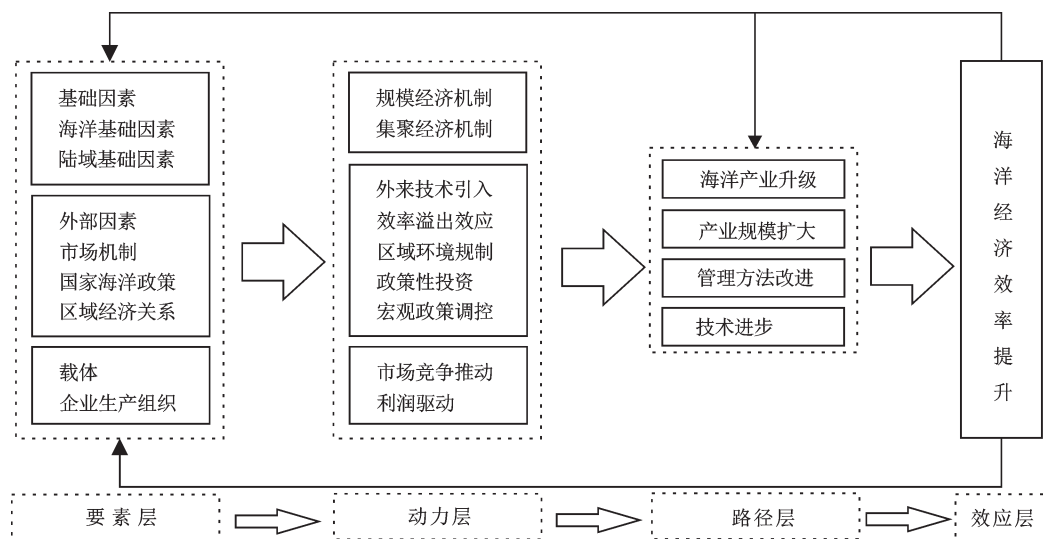 基础因素
海洋基础因素
陆域基础因素
外部因素
市场机制
国家海洋政策
区域经济关系
载体
企业生产组织
规模经济机制
集聚经济机制
外来技术引入
效率溢出效应
区域环境规制
政策性投资
宏观政策调控
市场竞争推动
利润驱动
海洋产业升级
产业规模扩大
管理方法改进
技术进步
海洋经济效率提升
要素层
动力层
路径层
效应层